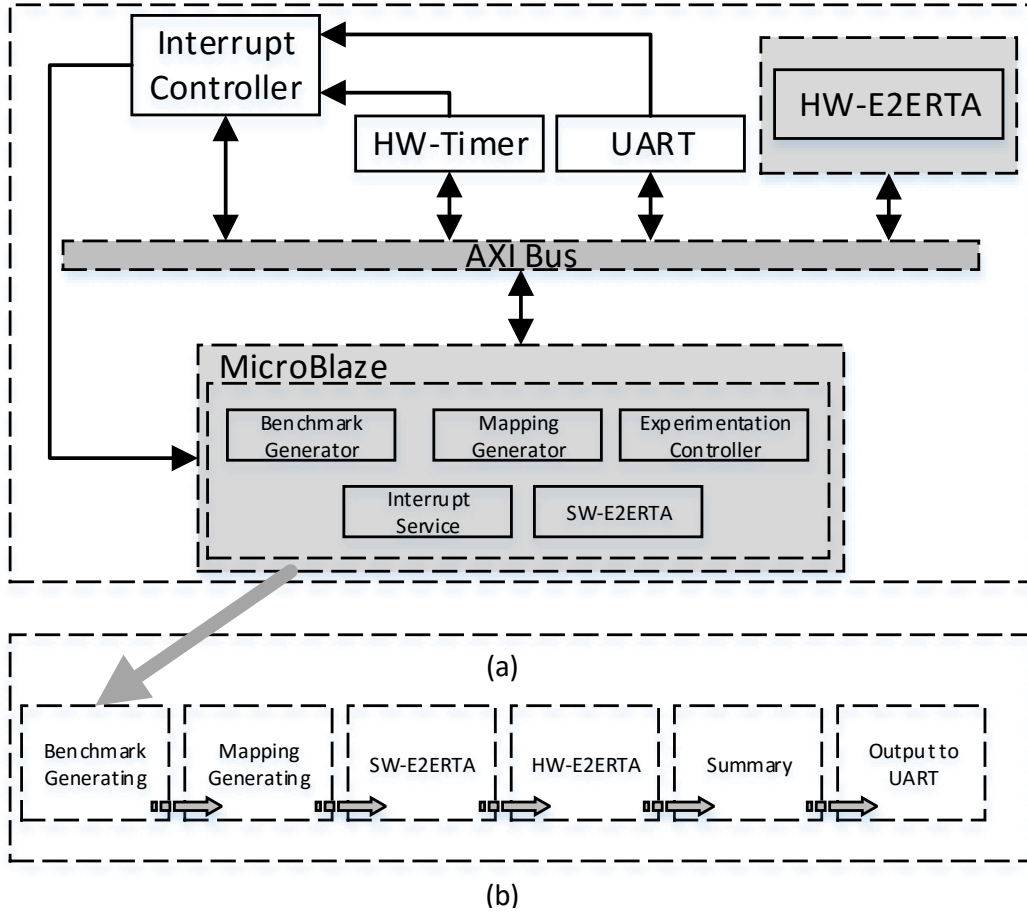 Interrupt
Controller
HW-E2ERTA
HW-Timer
UART
AXI Bus
MicroBlaze
Benchmark
Generator
Mapping
Generator
Experimentation
Controller
Interrupt
Service
SW-E2ERTA
(a)
Benchmark
Generating
Mapping
Generating
SW-E2ERTA
HW-E2ERTA
Summary
Output to
UART
(b)